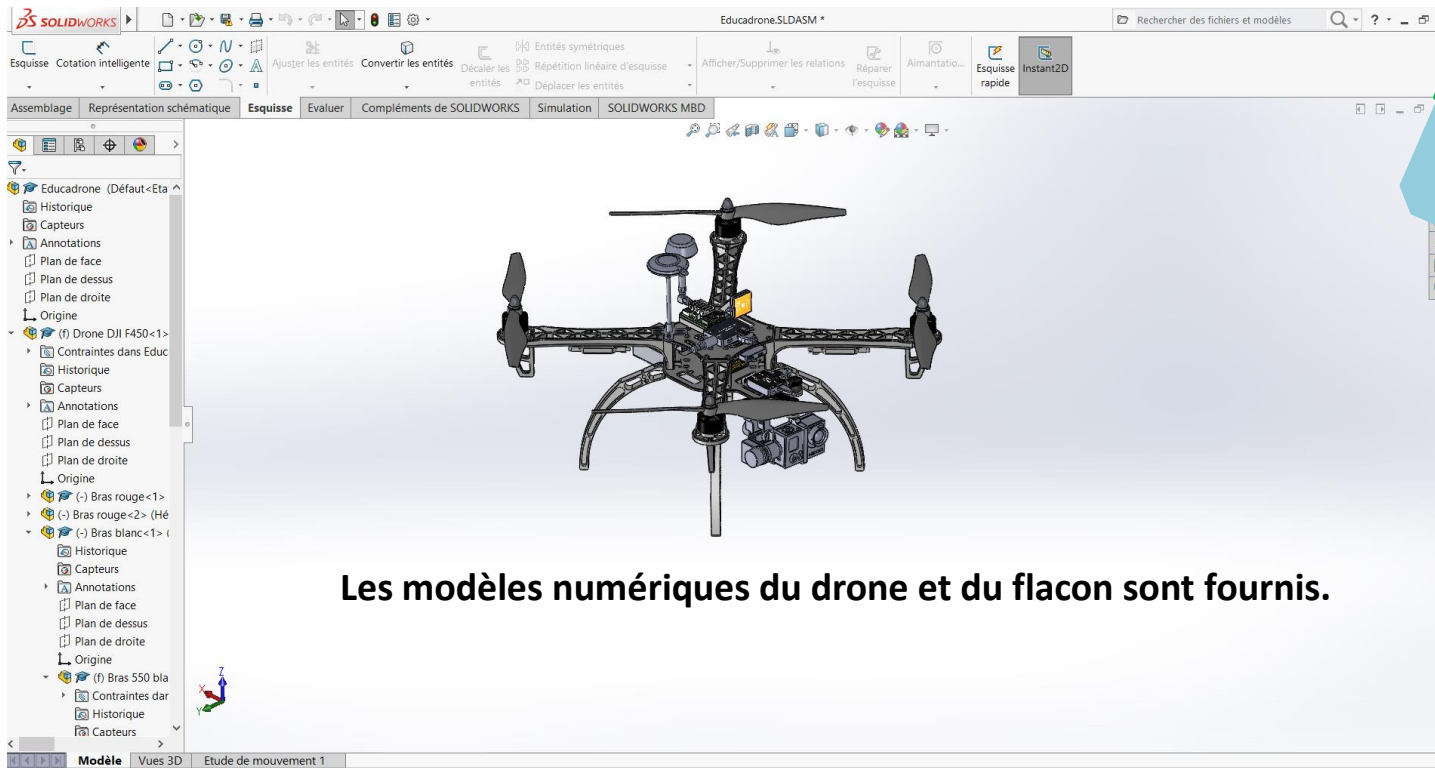 SOLIDWORKS
Educadrone.SLDASM *
Rechercher des fichiers et modèles
Esquisse
Cotation intelligente
Ajuster les entités
Convertir les entités
Décaler les entités
Entités symétriques
Répétition linéaire d'esquisse
Déplacer les entités
Afficher/Supprimer les relations
Réparer l'esquisse
Aimantatio...
Esquisse rapide
Instant2D
Assemblage
Représentation schématique
Esquisse
Evaluer
Compléments de SOLIDWORKS
Simulation
SOLIDWORKS MBD
Educadrone (Défaut<Eta
Historique
Capteurs
Annotations
Plan de face
Plan de dessus
Plan de droite
Origine
(f) Drone DJI F450<1>
Contraintes dans Educ
Historique
Capteurs
Annotations
Plan de face
Plan de dessus
Plan de droite
Origine
(-) Bras rouge<1>
(-) Bras rouge<2> (Hé
(-) Bras blanc<1> (
Historique
Capteurs
Annotations
Plan de face
Plan de dessus
Plan de droite
Origine
(f) Bras 550 bla
Contraintes dar
Historique
Capteurs
Les modèles numériques du drone et du flacon sont fournis.
Z
X
Y
Modèle
Vues 3D
Etude de mouvement 1